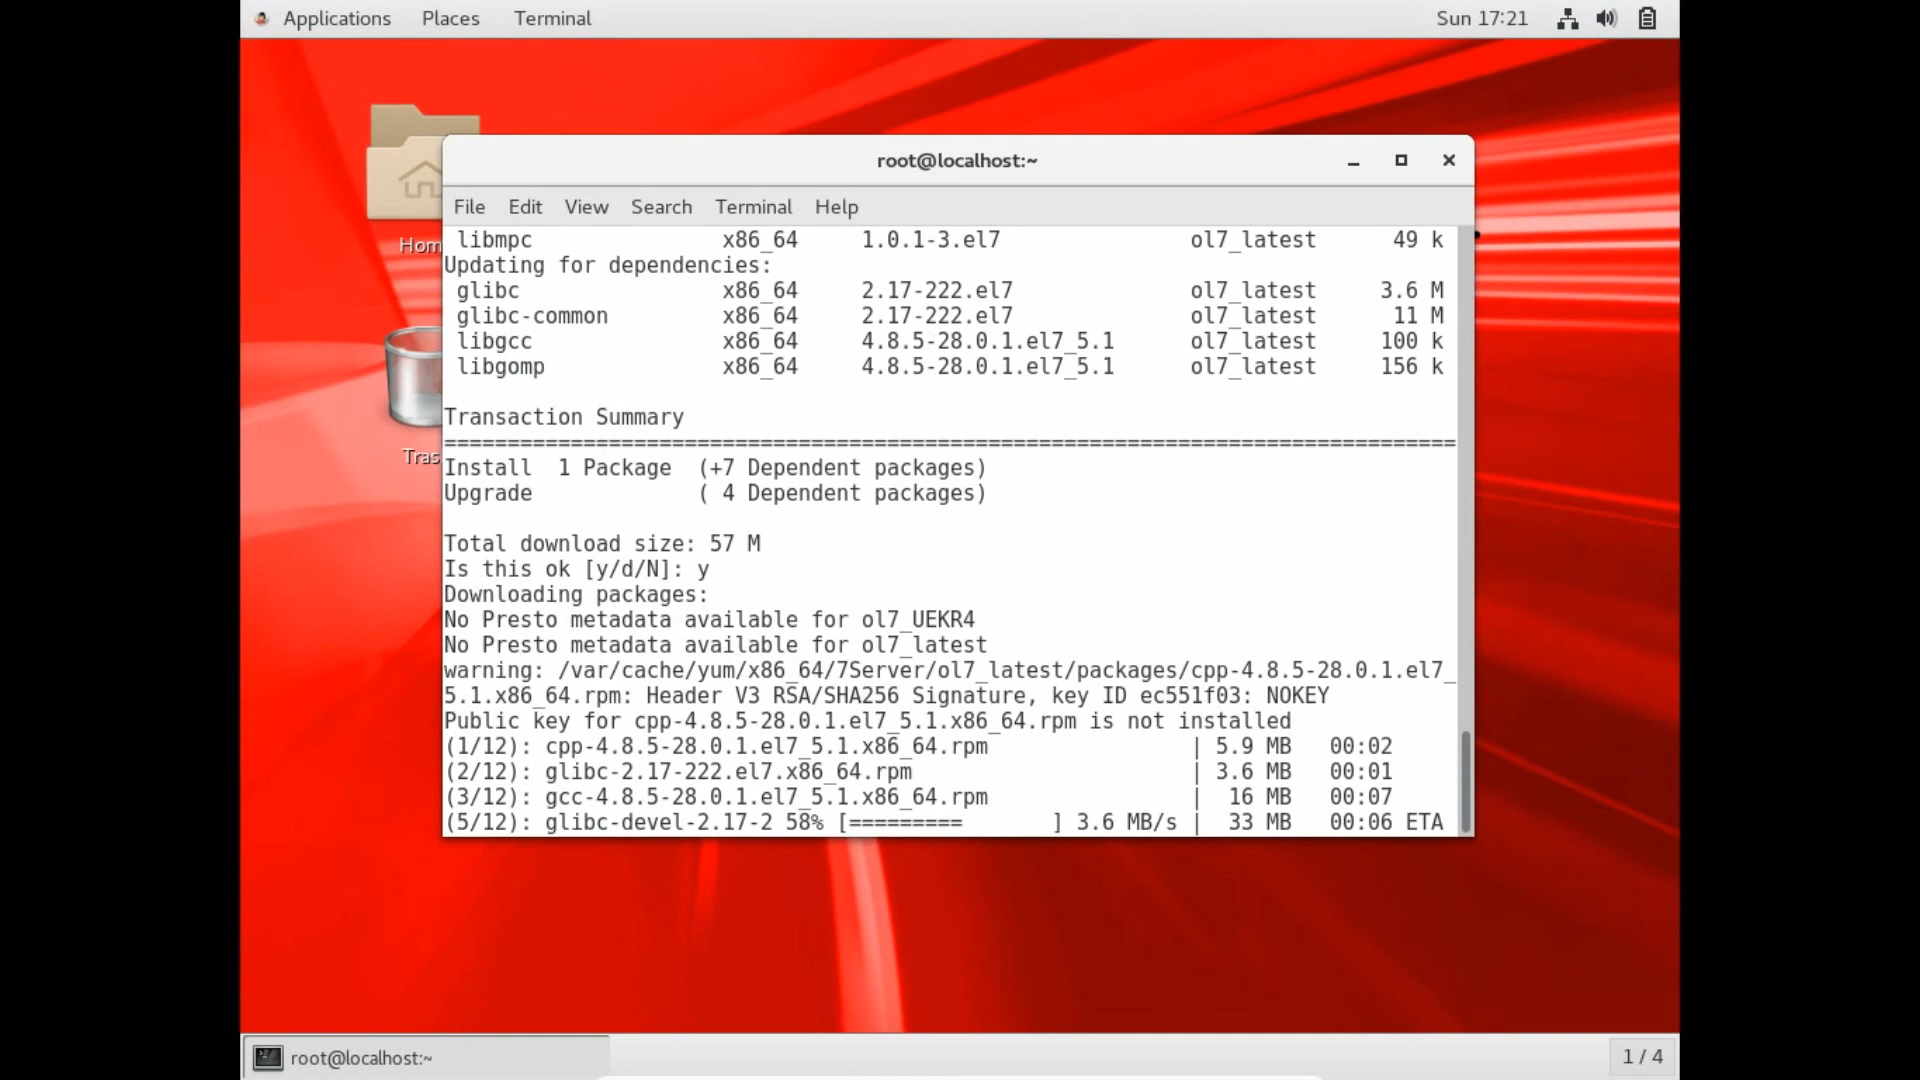 Applications Places Terminal
Sun 17:21
Hom
Tras
root@localhost:~
File Edit View Search Terminal Help
libmpc x86_64 1.0.1-3.el7 ol7_latest 49 k
Updating for dependencies:
glibc x86_64 2.17-222.el7 ol7_latest 3.6 M
glibc-common x86_64 2.17-222.el7 ol7_latest 11 M
libgcc x86_64 4.8.5-28.0.1.el7_5.1 ol7_latest 100 k
libgomp x86_64 4.8.5-28.0.1.el7_5.1 ol7_latest 156 k
Transaction Summary
================================================================================
Install 1 Package (+7 Dependent packages)
Upgrade ( 4 Dependent packages)
Total download size: 57 M
Is this ok [y/d/N]: y
Downloading packages:
No Presto metadata available for ol7_UEKR4
No Presto metadata available for ol7_latest
warning: /var/cache/yum/x86_64/7Server/ol7_latest/packages/cpp-4.8.5-28.0.1.el7_
5.1.x86_64.rpm: Header V3 RSA/SHA256 Signature, key ID ec551f03: NOKEY
Public key for cpp-4.8.5-28.0.1.el7_5.1.x86_64.rpm is not installed
(1/12): cpp-4.8.5-28.0.1.el7_5.1.x86_64.rpm | 5.9 MB 00:02
(2/12): glibc-2.17-222.el7.x86_64.rpm | 3.6 MB 00:01
(3/12): gcc-4.8.5-28.0.1.el7_5.1.x86_64.rpm | 16 MB 00:07
(5/12): glibc-devel-2.17-2 58% [========= ] 3.6 MB/s | 33 MB 00:06 ETA
root@localhost:~
1 / 4